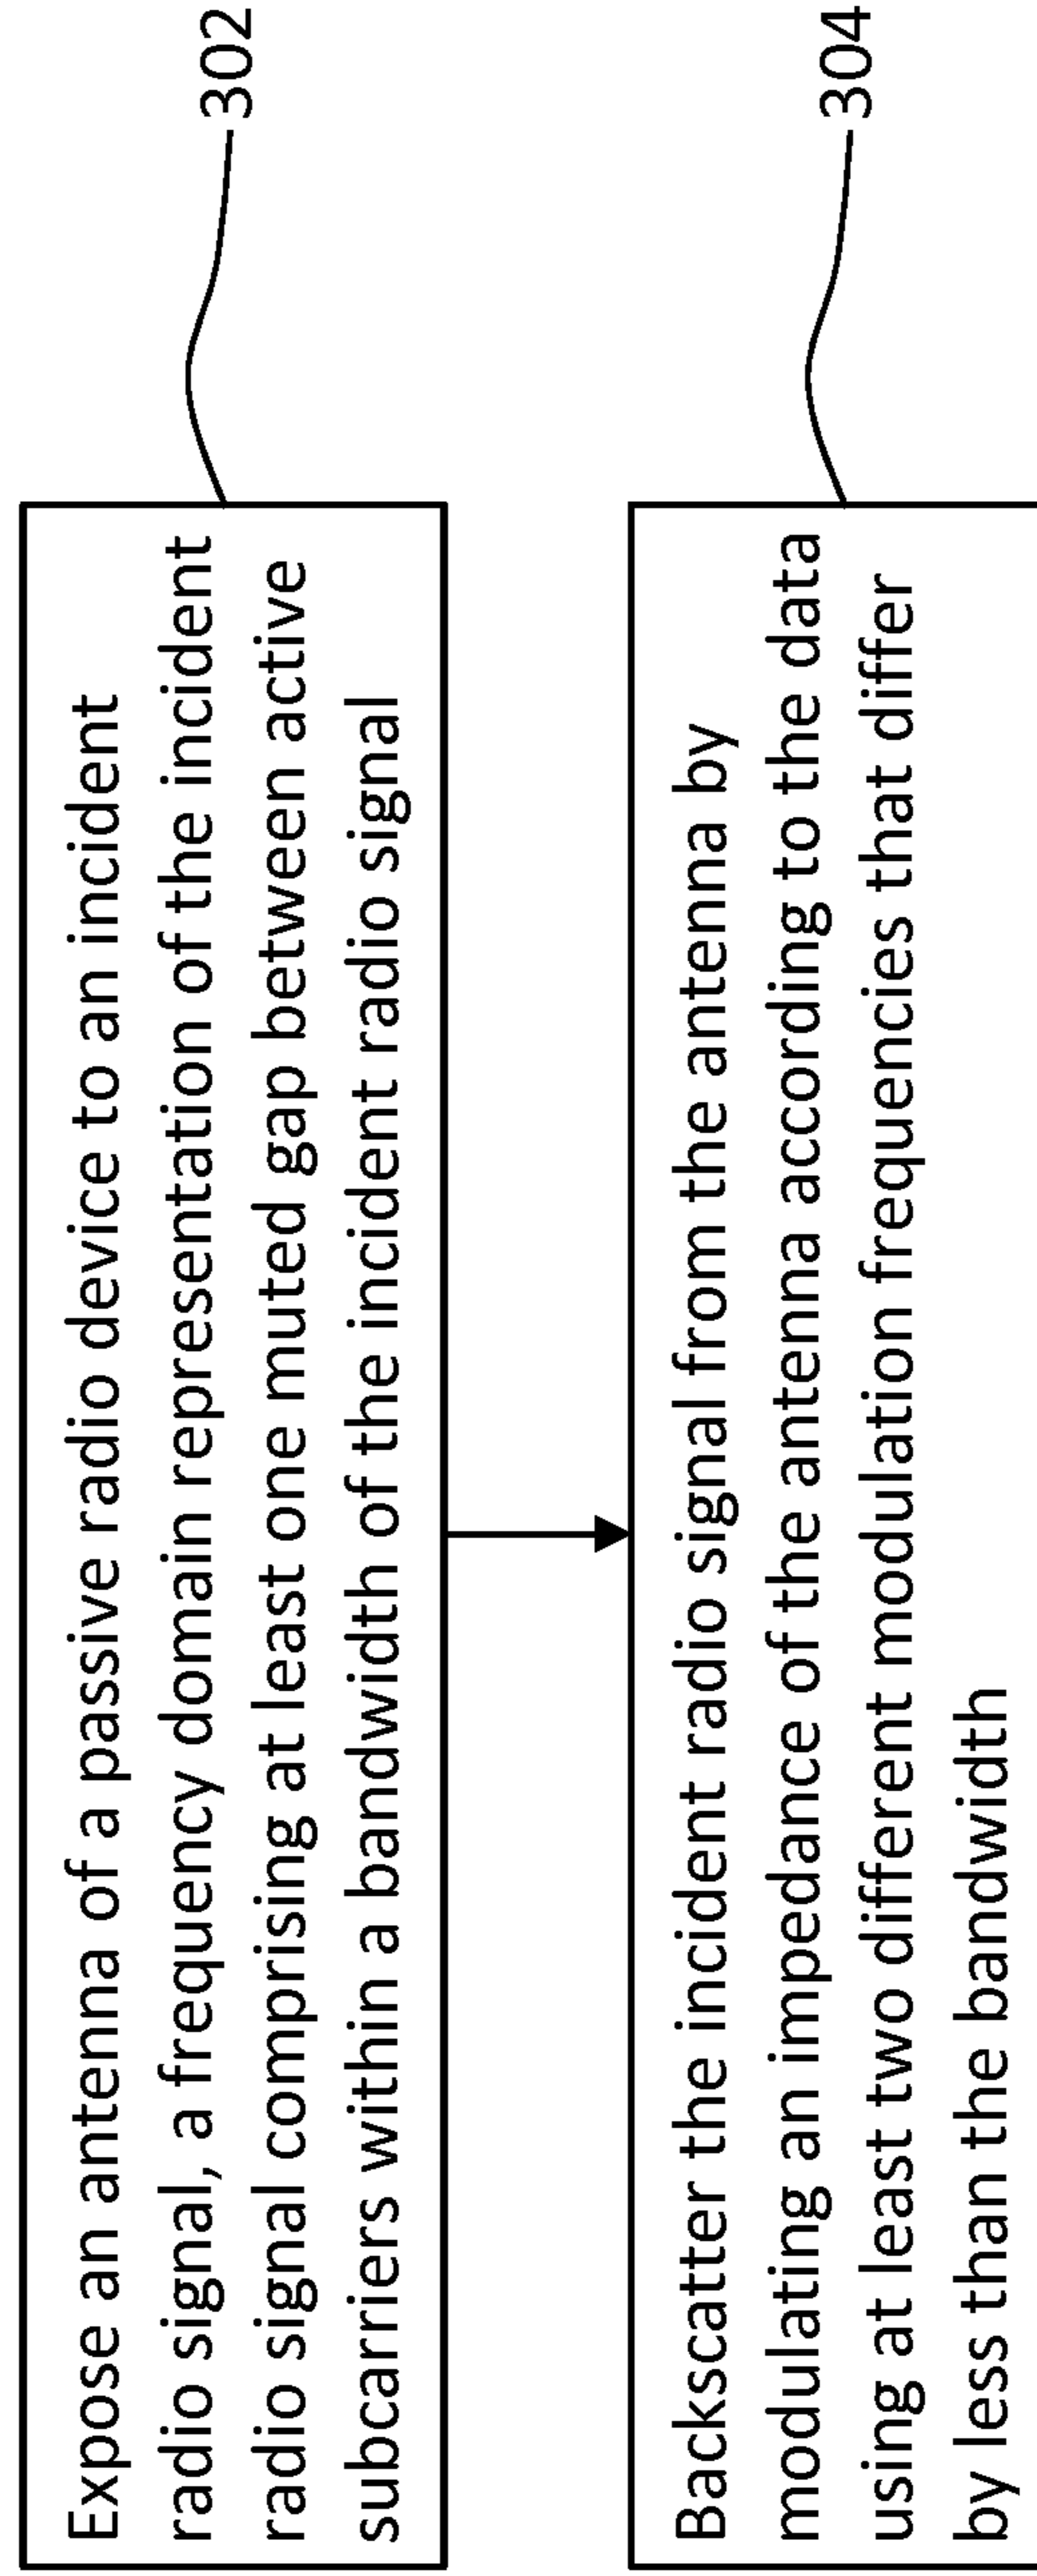 Expose an antenna of a passive radio device to an incident
radio signal, a frequency domain representation of the incident
radio signal comprising at least one muted gap between active
subcarriers within a bandwidth of the incident radio signal
302
Backscatter the incident radio signal from the antenna by
modulating an impedance of the antenna according to the data
using at least two different modulation frequencies that differ
by less than the bandwidth
304